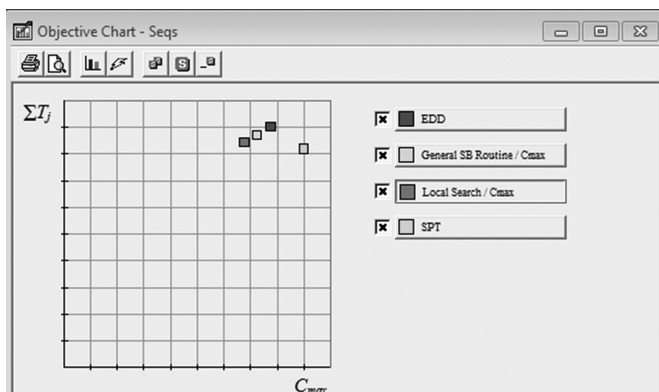 Objective Chart - Seqs
ΣTj
EDD
General SB Routine / Cmax
Local Search / Cmax
SPT
Cmax